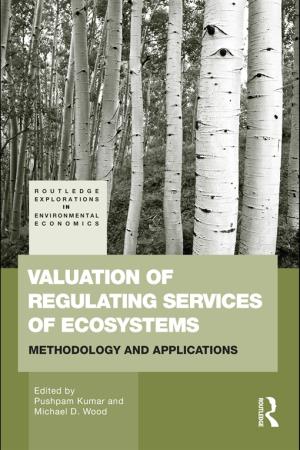 ROUTLEDGE
EXPLORATIONS
IN
ENVIRONMENTAL
ECONOMICS
VALUATION OF
REGULATING SERVICES
OF ECOSYSTEMS
METHODOLOGY AND APPLICATIONS
Edited by
Pushpam Kumar and
Michael D. Wood
ROUTLEDGE